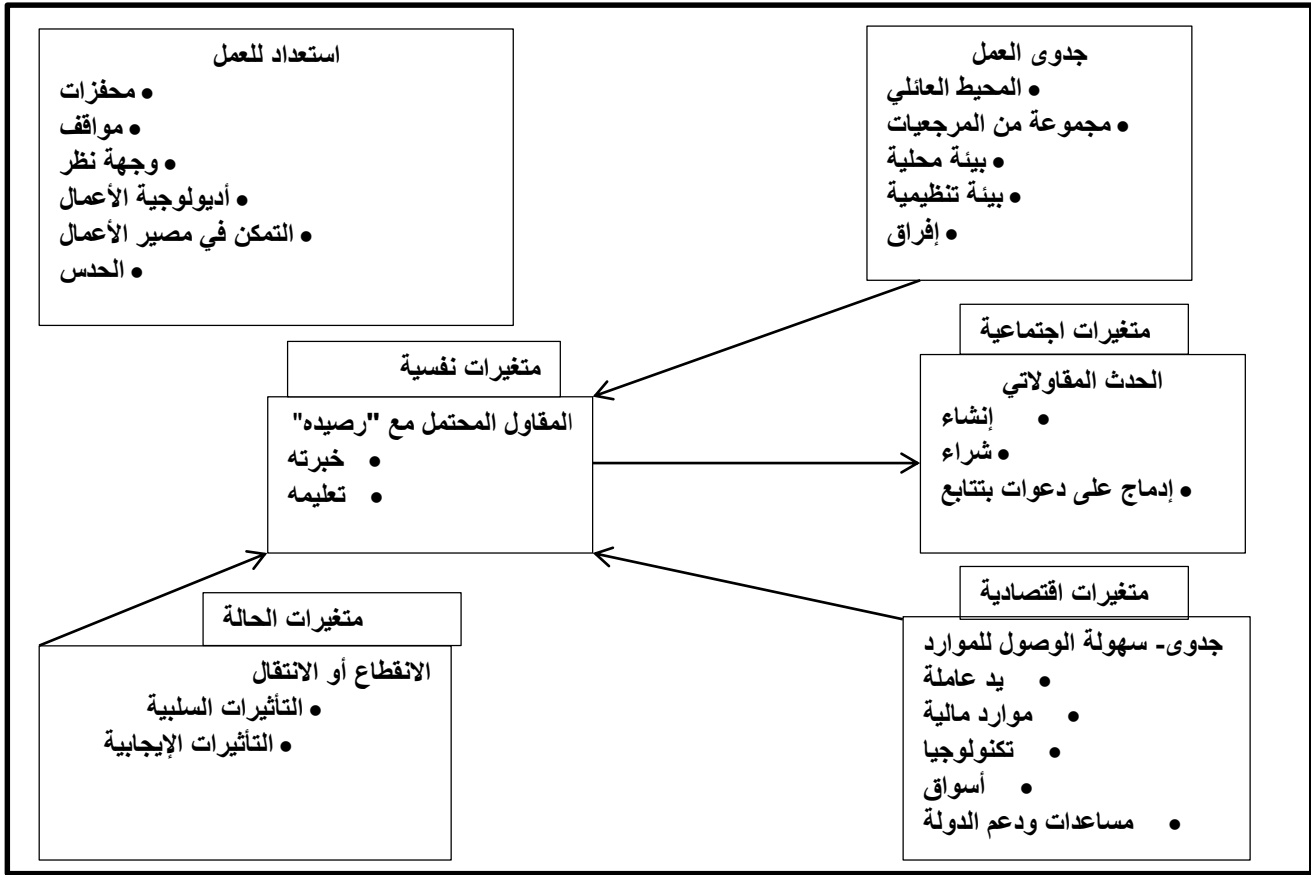 جدوى العمل
• المحيط العائلي
• مجموعة من المرجعيات
• بيئة محلية
• بيئة تنظيمية
• إفراق
استعداد للعمل
• محفزات
• مواقف
• وجهة نظر
• أديولوجية الأعمال
• التمكن في مصير الأعمال
• الحدس
متغيرات اجتماعية
الحدث المقاولاتي
• إنشاء
• شراء
• إدماج على دعوات بتتابع
متغيرات نفسية
المقاول المحتمل مع "رصيده"
• خبرته
• تعليمه
متغيرات اقتصادية
جدوى- سهولة الوصول للموارد
• يد عاملة
• موارد مالية
• تكنولوجيا
• أسواق
• مساعدات ودعم الدولة
متغيرات الحالة
الانقطاع أو الانتقال
• التأثيرات السلبية
• التأثيرات الإيجابية